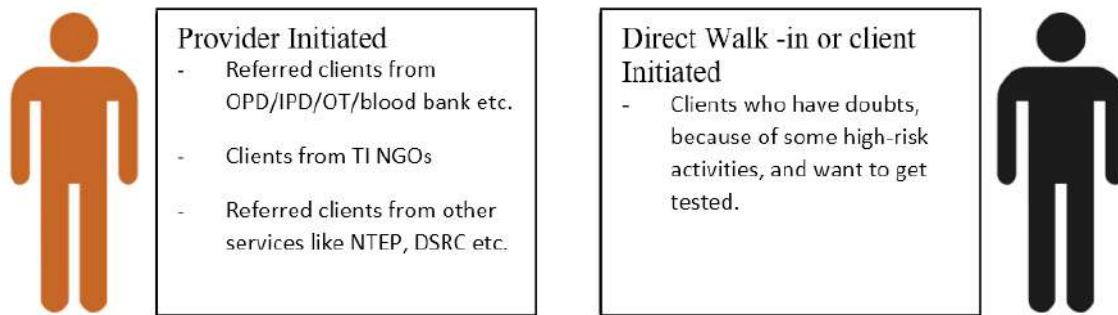 Provider Initiated
- Referred clients from
OPD/IPD/OT/blood bank etc.
- Clients from TI NGOs
- Referred clients from other
services like NTEP, DSRC etc.
Direct Walk -in or client
Initiated
- Clients who have doubts,
because of some high-risk
activities, and want to get
tested.